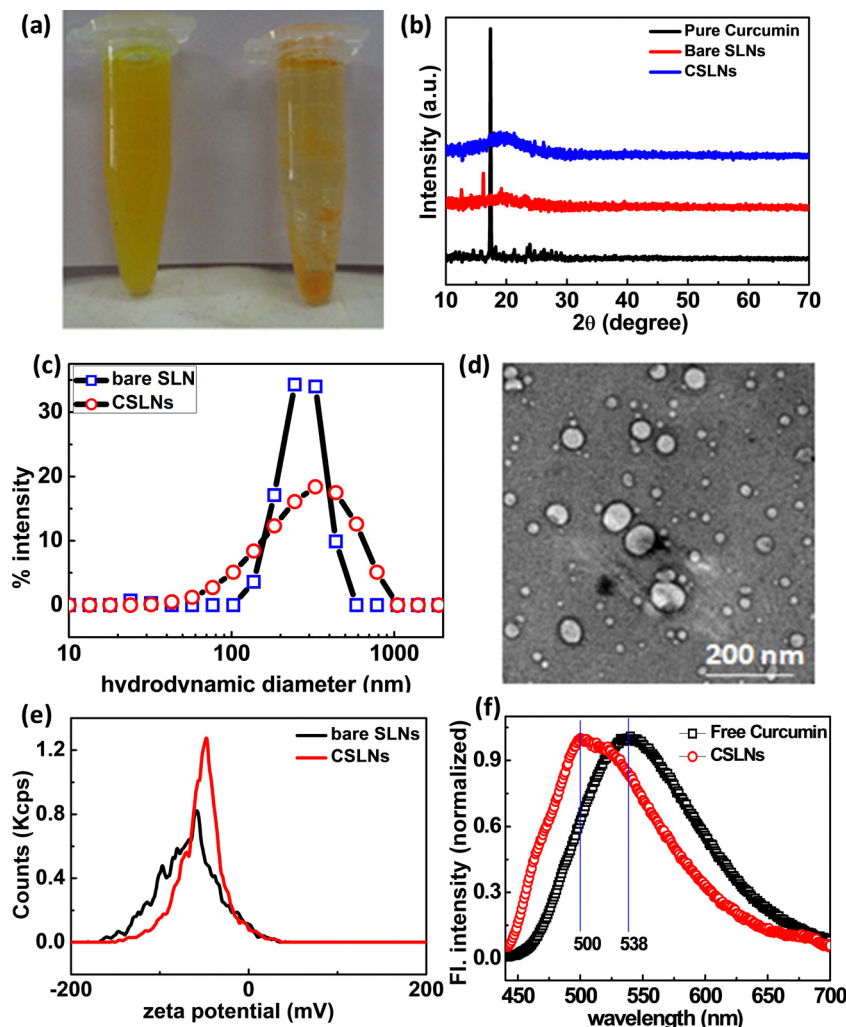 (a)
(b)
Pure Curcumin
Bare SLNs
CSLNs
Intensity (a.u.)
10 20 30 40 50 60 70
2θ (degree)
(c)
bare SLN
CSLNs
30
20
10
0
% intensity
10 100 1000
hydrodynamic diameter (nm)
(d)
200 nm
(e)
bare SLNs
CSLNs
1.2
0.8
0.4
0.0
Counts (Kcps)
-200 -100 0 100 200
zeta potential (mV)
(f)
Free Curcumin
CSLNs
0.9
0.6
0.3
0.0
Fl. intensity (normalized)
500 538
450 500 550 600 650 700
wavelength (nm)